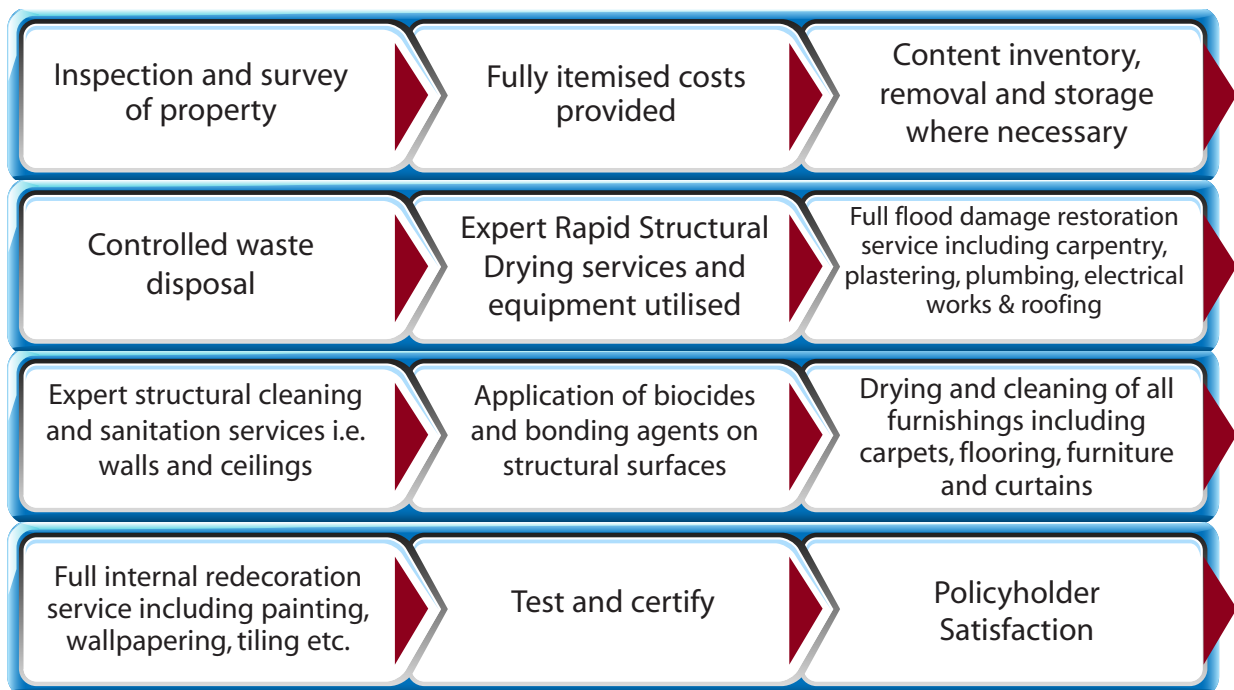 Inspection and survey
of property
Fully itemised costs
provided
Content inventory,
removal and storage
where necessary
Controlled waste
disposal
Expert Rapid Structural
Drying services and
equipment utilised
Full flood damage restoration
service including carpentry,
plastering, plumbing, electrical
works & roofing
Expert structural cleaning
and sanitation services i.e.
walls and ceilings
Application of biocides
and bonding agents on
structural surfaces
Drying and cleaning of all
furnishings including
carpets, flooring, furniture
and curtains
Full internal redecoration
service including painting,
wallpapering, tiling etc.
Test and certify
Policyholder
Satisfaction